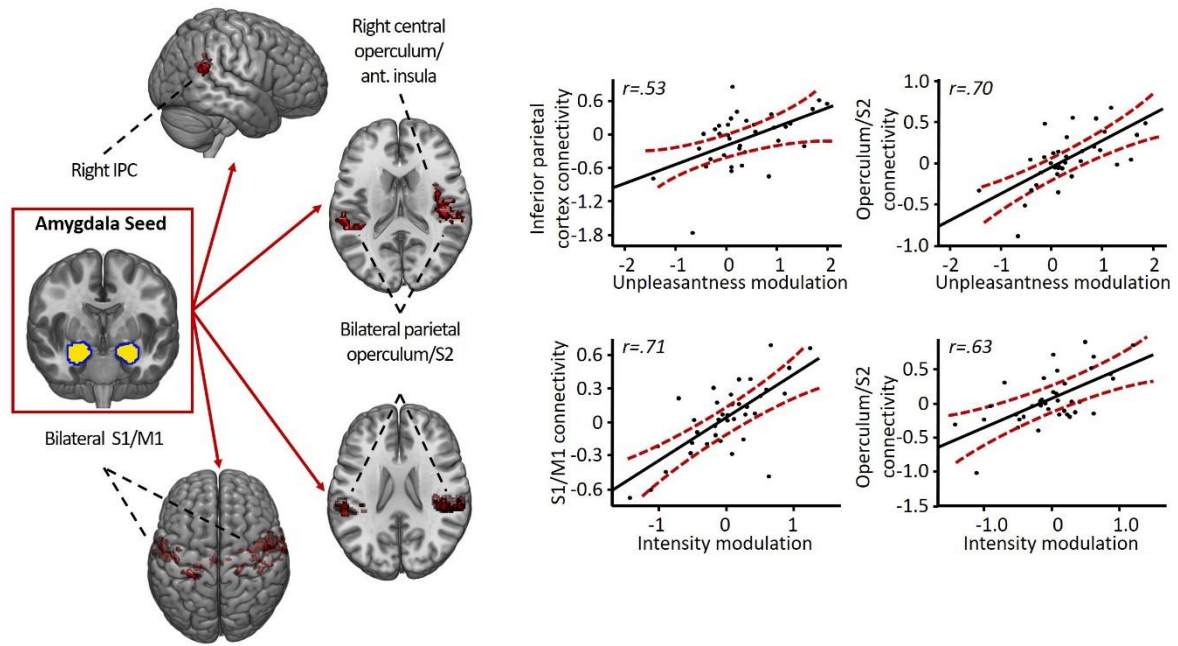 Right central
operculum/
ant. insula
Right IPC
Amygdala Seed
Bilateral parietal
operculum/S2
Bilateral S1/M1
r=.53
Inferior parietal
cortex connectivity
0.6
0
-0.6
-1.2
-1.8
-2
-1
0
1
2
Unpleasantness modulation
r=.70
Operculum/S2
connectivity
1.0
0.5
0
-0.5
-1.0
-2
-1
0
1
2
Unpleasantness modulation
r=.71
S1/M1 connectivity
0.6
0.3
0
-0.3
-0.6
-1
0
1
Intensity modulation
r=.63
Operculum/S2
connectivity
1.0
0.5
0
-0.5
-1.0
-1.5
-1.0
0
1.0
Intensity modulation